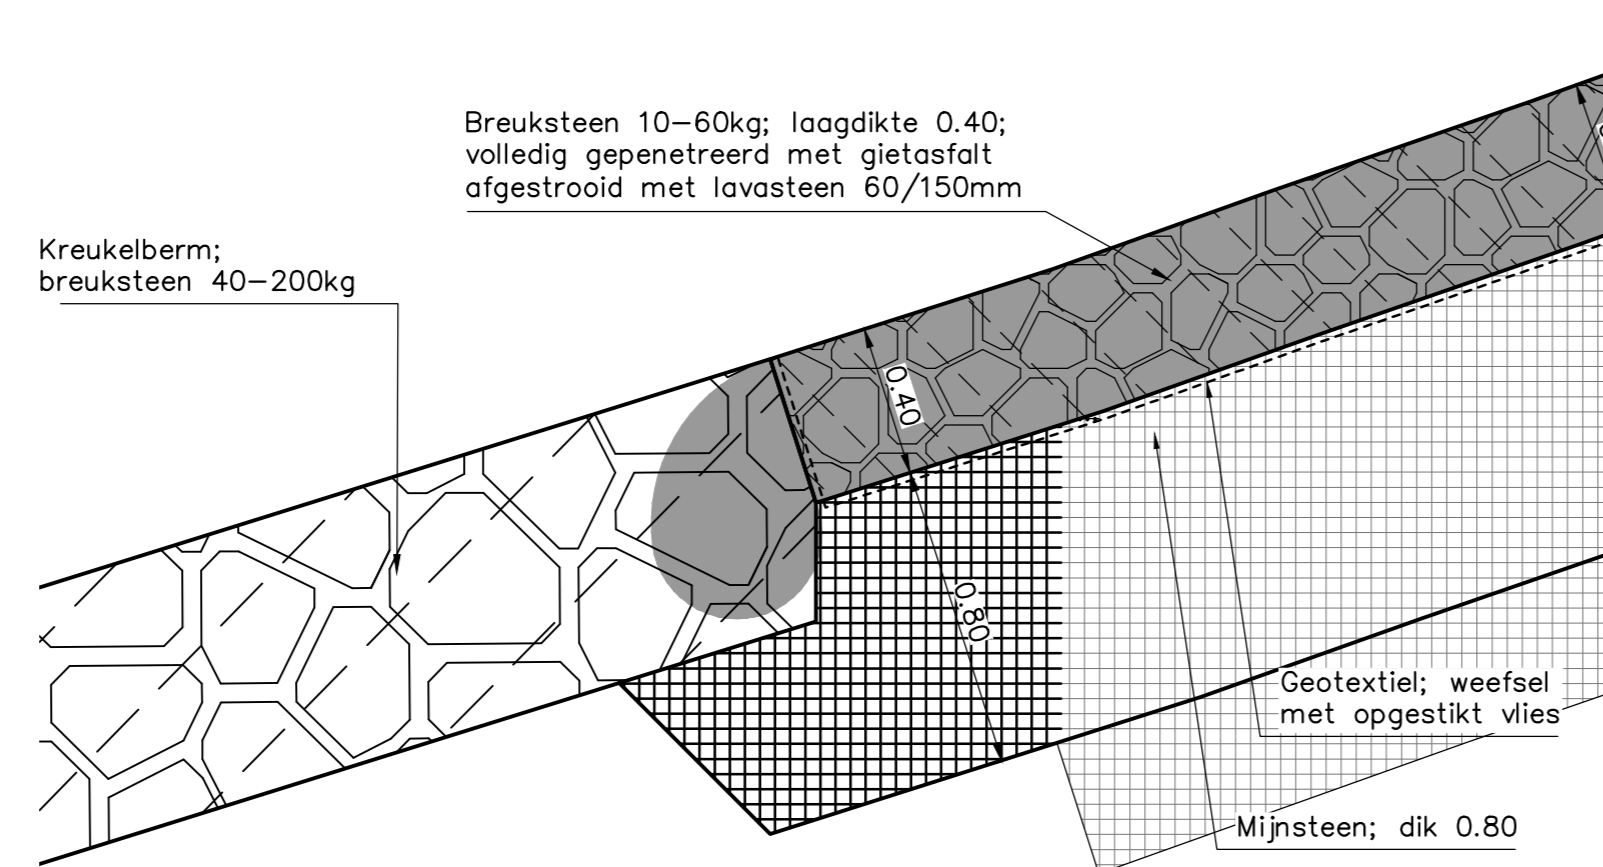 Breuksteen 10-60kg; laagdikte 0.40;
volledig gepenetreerd met gietasfalt
afgestrooid met lavasteen 60/150mm
Kreukelberm;
breuksteen 40-200kg
0.40
0.80
Geotextiel; weefsel
met opgestikt vlies
Mijnsteen; dik 0.80